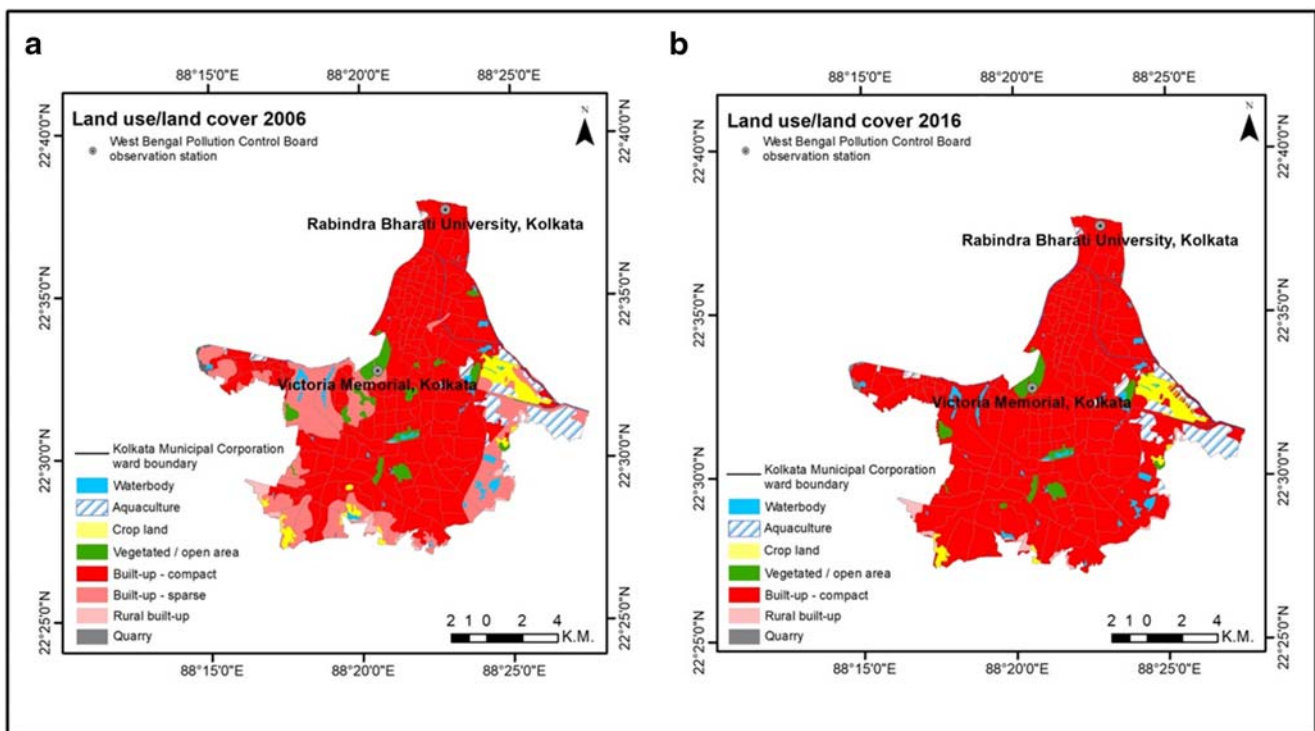 a
88°15'0"E 88°20'0"E 88°25'0"E
Land use/land cover 2006
N
West Bengal Pollution Control Board
observation station
22°40'0"N
22°40'0"N
Rabindra Bharati University, Kolkata
22°35'0"N
22°35'0"N
Victoria Memorial, Kolkata
22°30'0"N
22°30'0"N
Kolkata Municipal Corporation
ward boundary
Waterbody
Aquaculture
Crop land
Vegetated / open area
Built-up - compact
Built-up - sparse
Rural built-up
Quarry
2 1 0 2 4
K.M.
22°25'0"N
22°25'0"N
88°15'0"E 88°20'0"E 88°25'0"E
b
88°20'0"E 88°25'0"E
Land use/land cover 2016
N
West Bengal Pollution Control Board
observation station
22°40'0"N
22°40'0"N
Rabindra Bharati University, Kolkata
22°35'0"N
22°35'0"N
Victoria Memorial, Kolkata
22°30'0"N
22°30'0"N
Kolkata Municipal Corporation
ward boundary
Waterbody
Aquaculture
Crop land
Vegetated / open area
Built-up - compact
Rural built-up
Quarry
2 1 0 2 4
K.M.
22°25'0"N
22°25'0"N
88°15'0"E 88°20'0"E 88°25'0"E